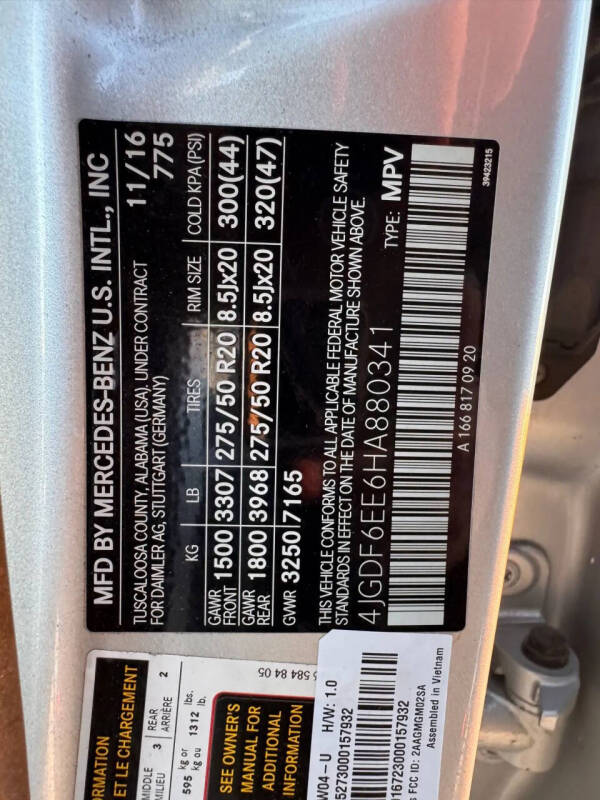 MFD BY MERCEDES-BENZ U.S. INTL., INC
TUSCALOOSA COUNTY, ALABAMA (USA), UNDER CONTRACT
FOR DAIMLER AG, STUTTGART (GERMANY)
11/16
775
KG LB TIRES RIM SIZE COLD KPA (PSI)
GAWR FRONT 1500 3307 275/50 R20 8.5Jx20 300(44)
GAWR REAR 1800 3968 275/50 R20 8.5Jx20 320(47)
GVWR 3250 7165
THIS VEHICLE CONFORMS TO ALL APPLICABLE FEDERAL MOTOR VEHICLE SAFETY
STANDARDS IN EFFECT ON THE DATE OF MANUFACTURE SHOWN ABOVE.
4JGDF6EE6HA880341 TYPE: MPV
A 166 817 09 20
39423215
ET LE CHARGEMENT
MIDDLE 3 REAR 2
ARRIÈRE
595 kg or 1312 lbs.
kg ou lb.
584 84 05
SEE OWNER'S
MANUAL FOR
ADDITIONAL
INFORMATION
W04-U H/W: 1.0
5273000157932
1167230000157932
FCC ID: 2AAGMGM02SA
Assembled in Vietnam